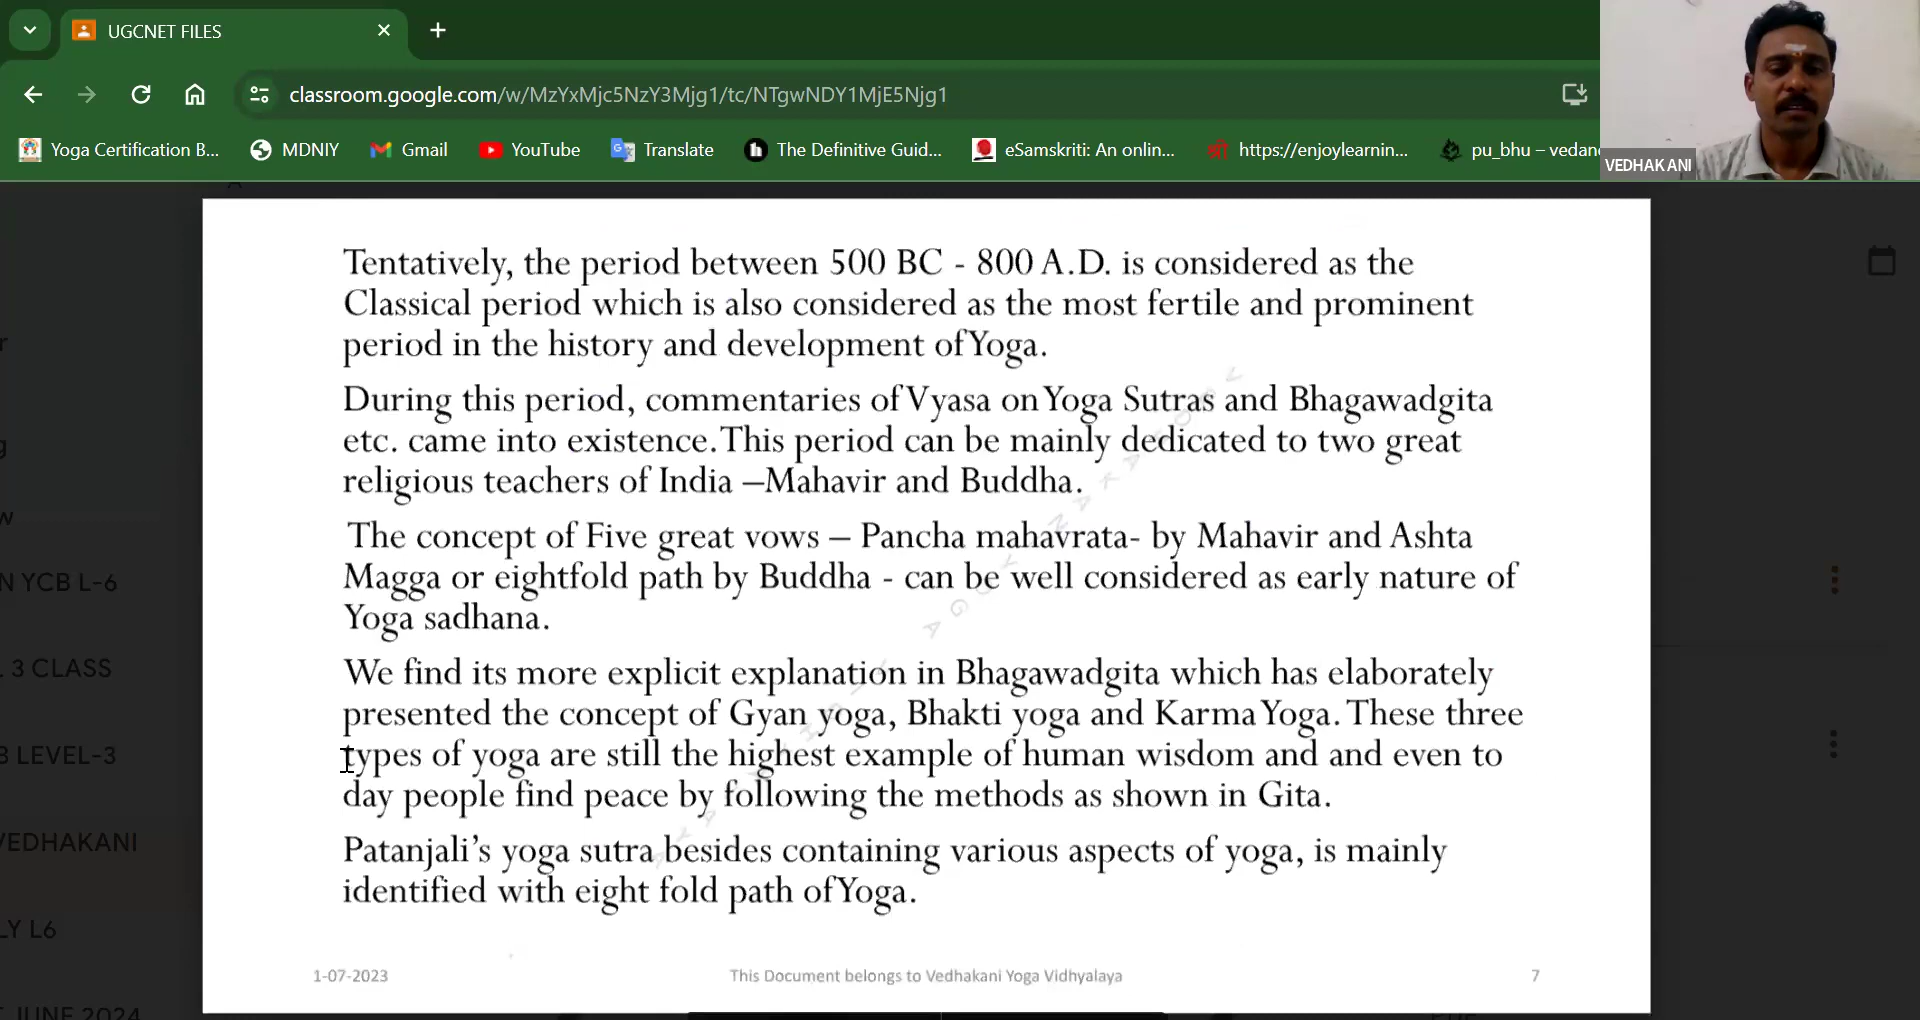 UGCNET FILES
classroom.google.com/w/MzYxMjc5NzY3Mjg1/tc/NTgwNDY1MjE5Njg1
Yoga Certification B... MDNIY Gmail YouTube Translate The Definitive Guid... eSamskriti: An onlin... https://enjoylearnin... pu_bhu – vedan
VEDHAKANI
Tentatively, the period between 500 BC - 800 A.D. is considered as the
Classical period which is also considered as the most fertile and prominent
period in the history and development of Yoga.
During this period, commentaries of Vyasa on Yoga Sutras and Bhagawadgita
etc. came into existence. This period can be mainly dedicated to two great
religious teachers of India –Mahavir and Buddha.
The concept of Five great vows – Pancha mahavrata- by Mahavir and Ashta
Magga or eightfold path by Buddha - can be well considered as early nature of
Yoga sadhana.
We find its more explicit explanation in Bhagawadgita which has elaborately
presented the concept of Gyan yoga, Bhakti yoga and Karma Yoga. These three
types of yoga are still the highest example of human wisdom and and even to
day people find peace by following the methods as shown in Gita.
Patanjali's yoga sutra besides containing various aspects of yoga, is mainly
identified with eight fold path of Yoga.
1-07-2023 This Document belongs to Vedhakani Yoga Vidhyalaya 7
N YCB L-6
3 CLASS
B LEVEL-3
VEDHAKANI
LY L6
JUNE 2024